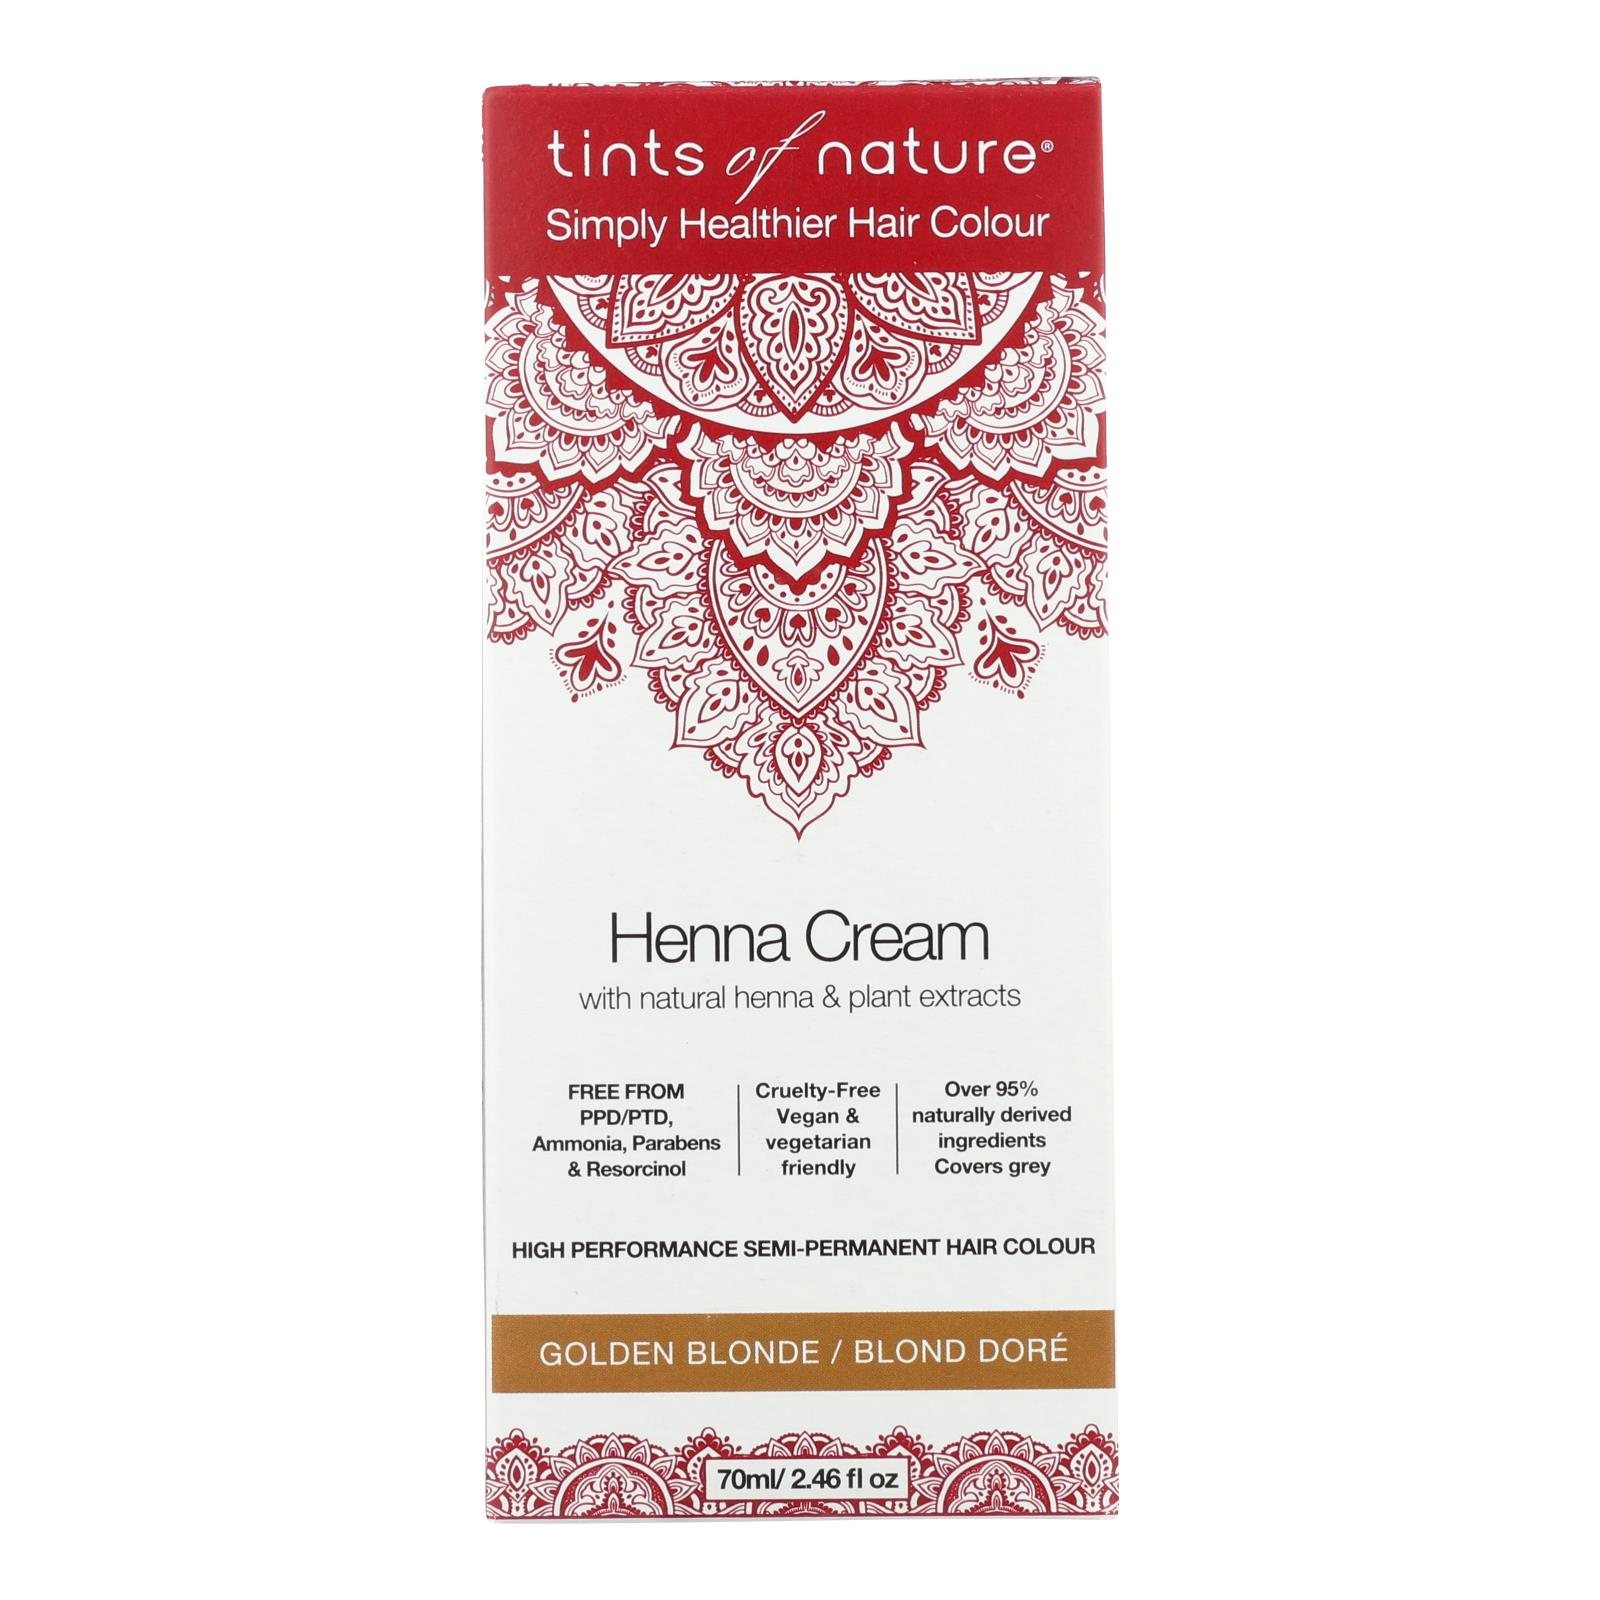 tints of nature®
Simply Healthier Hair Colour
Henna Cream
with natural henna & plant extracts
FREE FROM
PPD/PTD,
Ammonia, Parabens
& Resorcinol
Cruelty-Free
Vegan &
vegetarian
friendly
Over 95%
naturally derived
ingredients
Covers grey
HIGH PERFORMANCE SEMI-PERMANENT HAIR COLOUR
GOLDEN BLONDE / BLOND DORÉ
70ml/ 2.46 fl oz